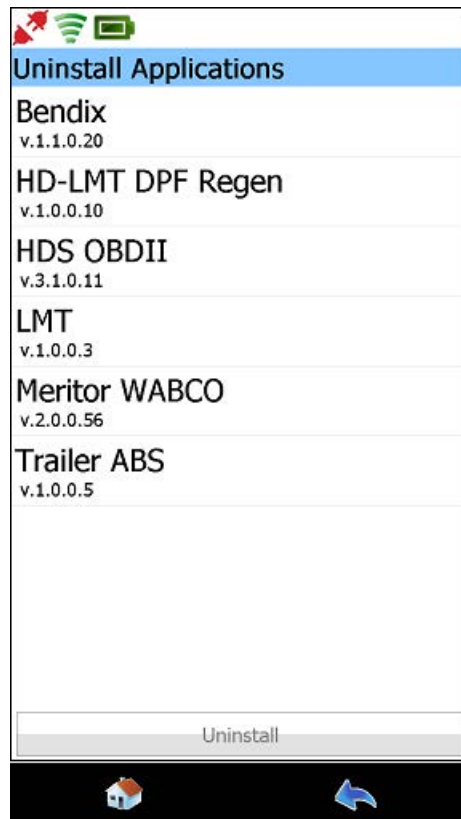 Uninstall Applications
Bendix
v.1.1.0.20
HD-LMT DPF Regen
v.1.0.0.10
HDS OBDII
v.3.1.0.11
LMT
v.1.0.0.3
Meritor WABCO
v.2.0.0.56
Trailer ABS
v.1.0.0.5
Uninstall